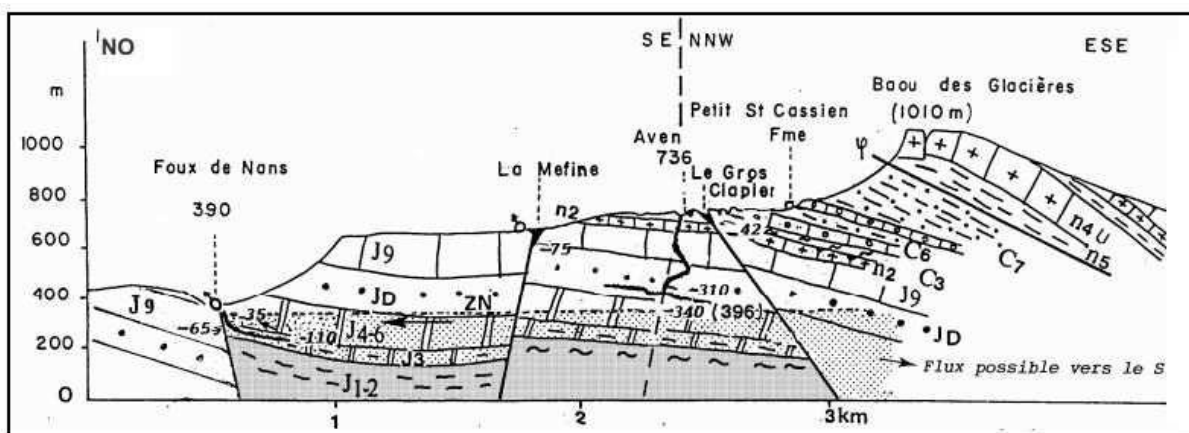 NO
SE NNW
ESE
m
1000
800
600
400
200
0
Baou des Glacières
(1010 m)
Petit St Cassien
Fme
Aven
736
Le Gros
Clapier
La Mefine
Foux de Nans
390
φ
n2
J9
-75
-42
C6
C3
C7
n2
n4U
n5
J9
J9
JD
ZN
-310
-340 (396)
JD
-35
-65
-110
J4-6
J3
J1-2
Flux possible vers le S
1
2
3km